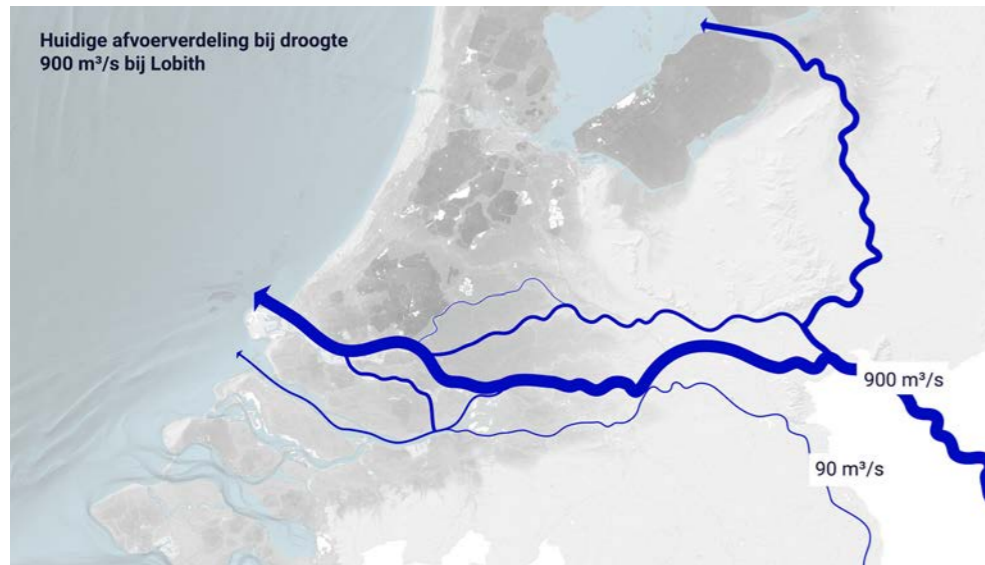 Huidige afvoerverdeling bij droogte
900 m³/s bij Lobith
900 m³/s
90 m³/s